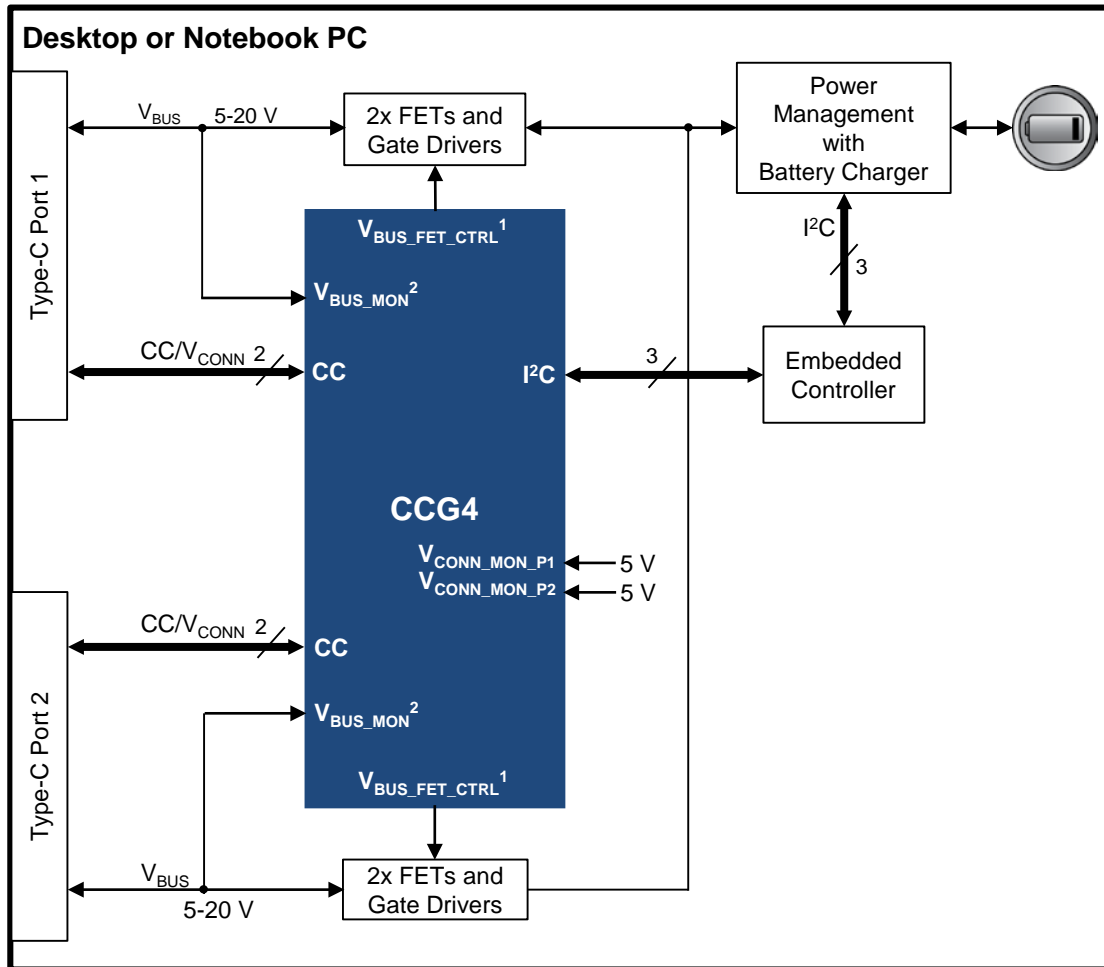 Desktop or Notebook PC
Type-C Port 1
VBUS
5-20 V
2x FETs and
Gate Drivers
Power
Management
with
Battery Charger
VBUS_FET_CTRL¹
VBUS_MON²
I²C
3
CC/VCONN 2
CC
I²C
3
Embedded
Controller
CCG4
VCONN_MON_P1
5 V
VCONN_MON_P2
5 V
Type-C Port 2
CC/VCONN 2
CC
VBUS_MON²
VBUS_FET_CTRL¹
VBUS
5-20 V
2x FETs and
Gate Drivers